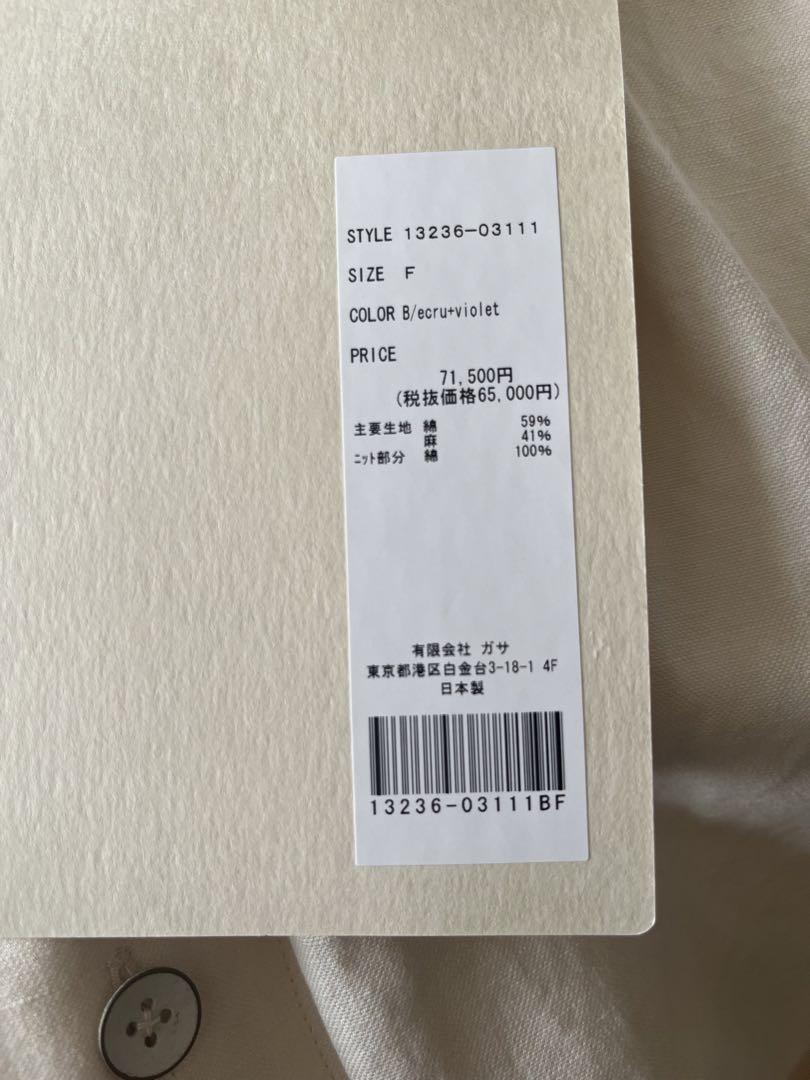 STYLE 13236-03111
SIZE F
COLOR B/ecru+violet
PRICE
71,500円
(税抜価格65,000円)
主要生地 綿 59%
麻 41%
ニット部分 綿 100%
有限会社 ガサ
東京都港区白金台3-18-1 4F
日本製
13236-03111BF